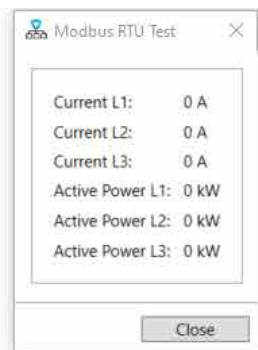 Modbus RTU Test
Current L1: 0 A
Current L2: 0 A
Current L3: 0 A
Active Power L1: 0 kW
Active Power L2: 0 kW
Active Power L3: 0 kW
Close